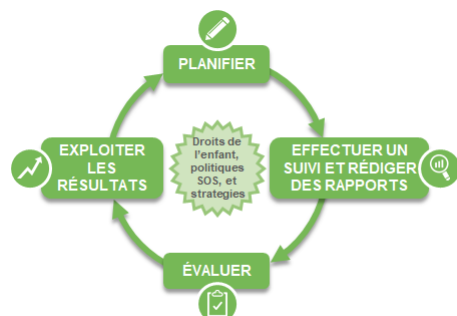 PLANIFIER
EXPLOITER
LES
RÉSULTATS
Droits de
l'enfant,
politiques
SOS, et
strategies
EFFECTUER UN
SUIVI ET RÉDIGER
DES RAPPORTS
ÉVALUER